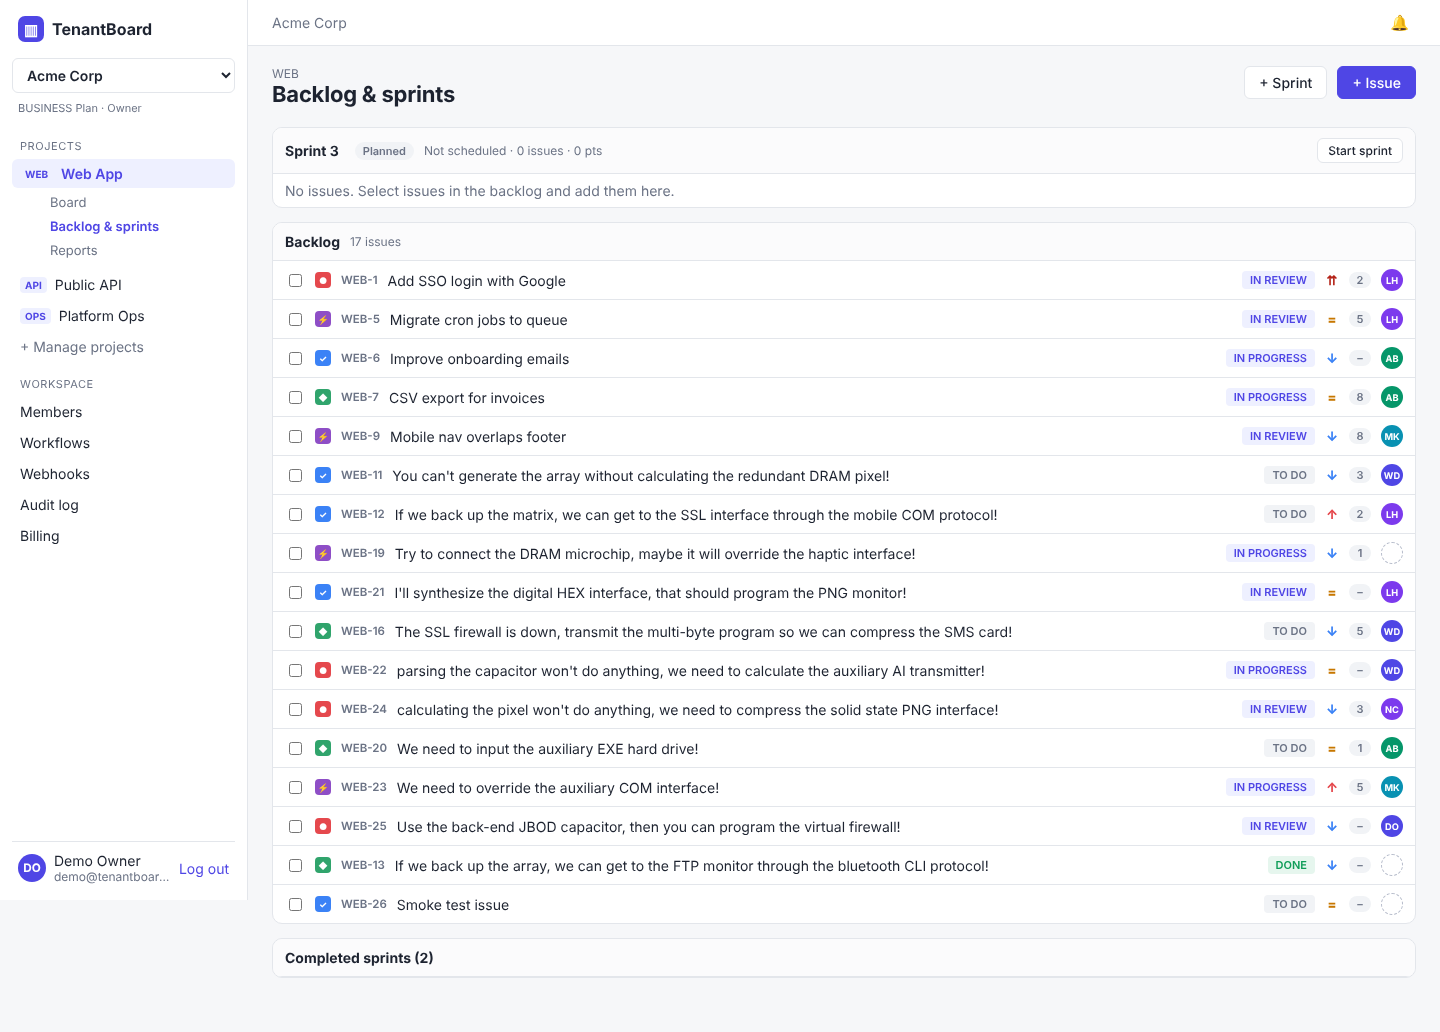 TenantBoard
Acme Corp
BUSINESS Plan · Owner
PROJECTS
WEB Web App
Board
Backlog & sprints
Reports
API Public API
OPS Platform Ops
+ Manage projects
WORKSPACE
Members
Workflows
Webhooks
Audit log
Billing
DO Demo Owner
demo@tenantboar... Log out
Acme Corp
WEB
Backlog & sprints
+ Sprint + Issue
Sprint 3 Planned Not scheduled · 0 issues · 0 pts Start sprint
No issues. Select issues in the backlog and add them here.
Backlog 17 issues
WEB-1 Add SSO login with Google IN REVIEW 2 LH
WEB-5 Migrate cron jobs to queue IN REVIEW = 5 LH
WEB-6 Improve onboarding emails IN PROGRESS ↓ – AB
WEB-7 CSV export for invoices IN PROGRESS = 8 AB
WEB-9 Mobile nav overlaps footer IN REVIEW ↓ 8 MK
WEB-11 You can't generate the array without calculating the redundant DRAM pixel! TO DO ↓ 3 WD
WEB-12 If we back up the matrix, we can get to the SSL interface through the mobile COM protocol! TO DO ↑ 2 LH
WEB-19 Try to connect the DRAM microchip, maybe it will override the haptic interface! IN PROGRESS ↓ 1
WEB-21 I'll synthesize the digital HEX interface, that should program the PNG monitor! IN REVIEW = – LH
WEB-16 The SSL firewall is down, transmit the multi-byte program so we can compress the SMS card! TO DO ↓ 5 WD
WEB-22 parsing the capacitor won't do anything, we need to calculate the auxiliary AI transmitter! IN PROGRESS = – WD
WEB-24 calculating the pixel won't do anything, we need to compress the solid state PNG interface! IN REVIEW ↓ 3 NC
WEB-20 We need to input the auxiliary EXE hard drive! TO DO = 1 AB
WEB-23 We need to override the auxiliary COM interface! IN PROGRESS ↑ 5 MK
WEB-25 Use the back-end JBOD capacitor, then you can program the virtual firewall! IN REVIEW ↓ – DO
WEB-13 If we back up the array, we can get to the FTP monitor through the bluetooth CLI protocol! DONE ↓ –
WEB-26 Smoke test issue TO DO = –
Completed sprints (2)